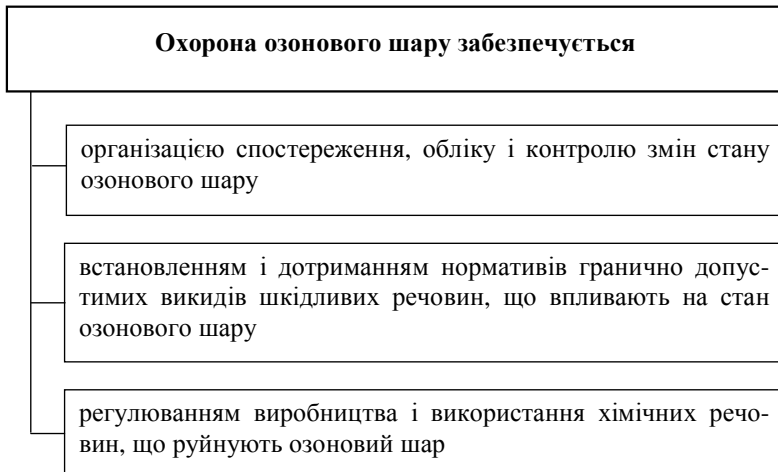 Охорона озонового шару забезпечується
організацією спостереження, обліку і контролю змін стану
озонового шару
встановленням і дотриманням нормативів гранично допус-
тимих викидів шкідливих речовин, що впливають на стан
озонового шару
регулюванням виробництва і використання хімічних речо-
вин, що руйнують озоновий шар